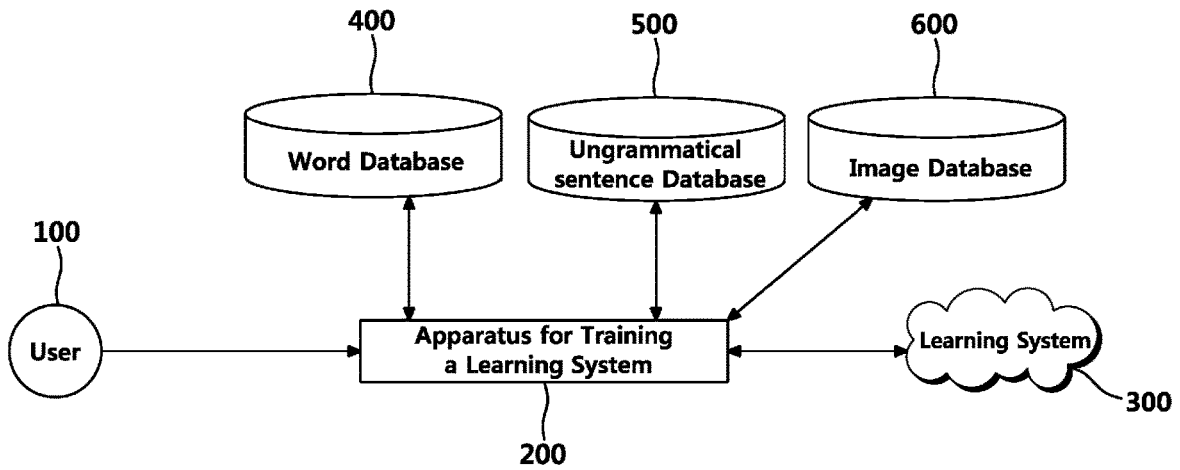 400
500
600
Word Database
Ungrammatical
sentence Database
Image Database
100
User
Apparatus for Training
a Learning System
Learning System
300
200